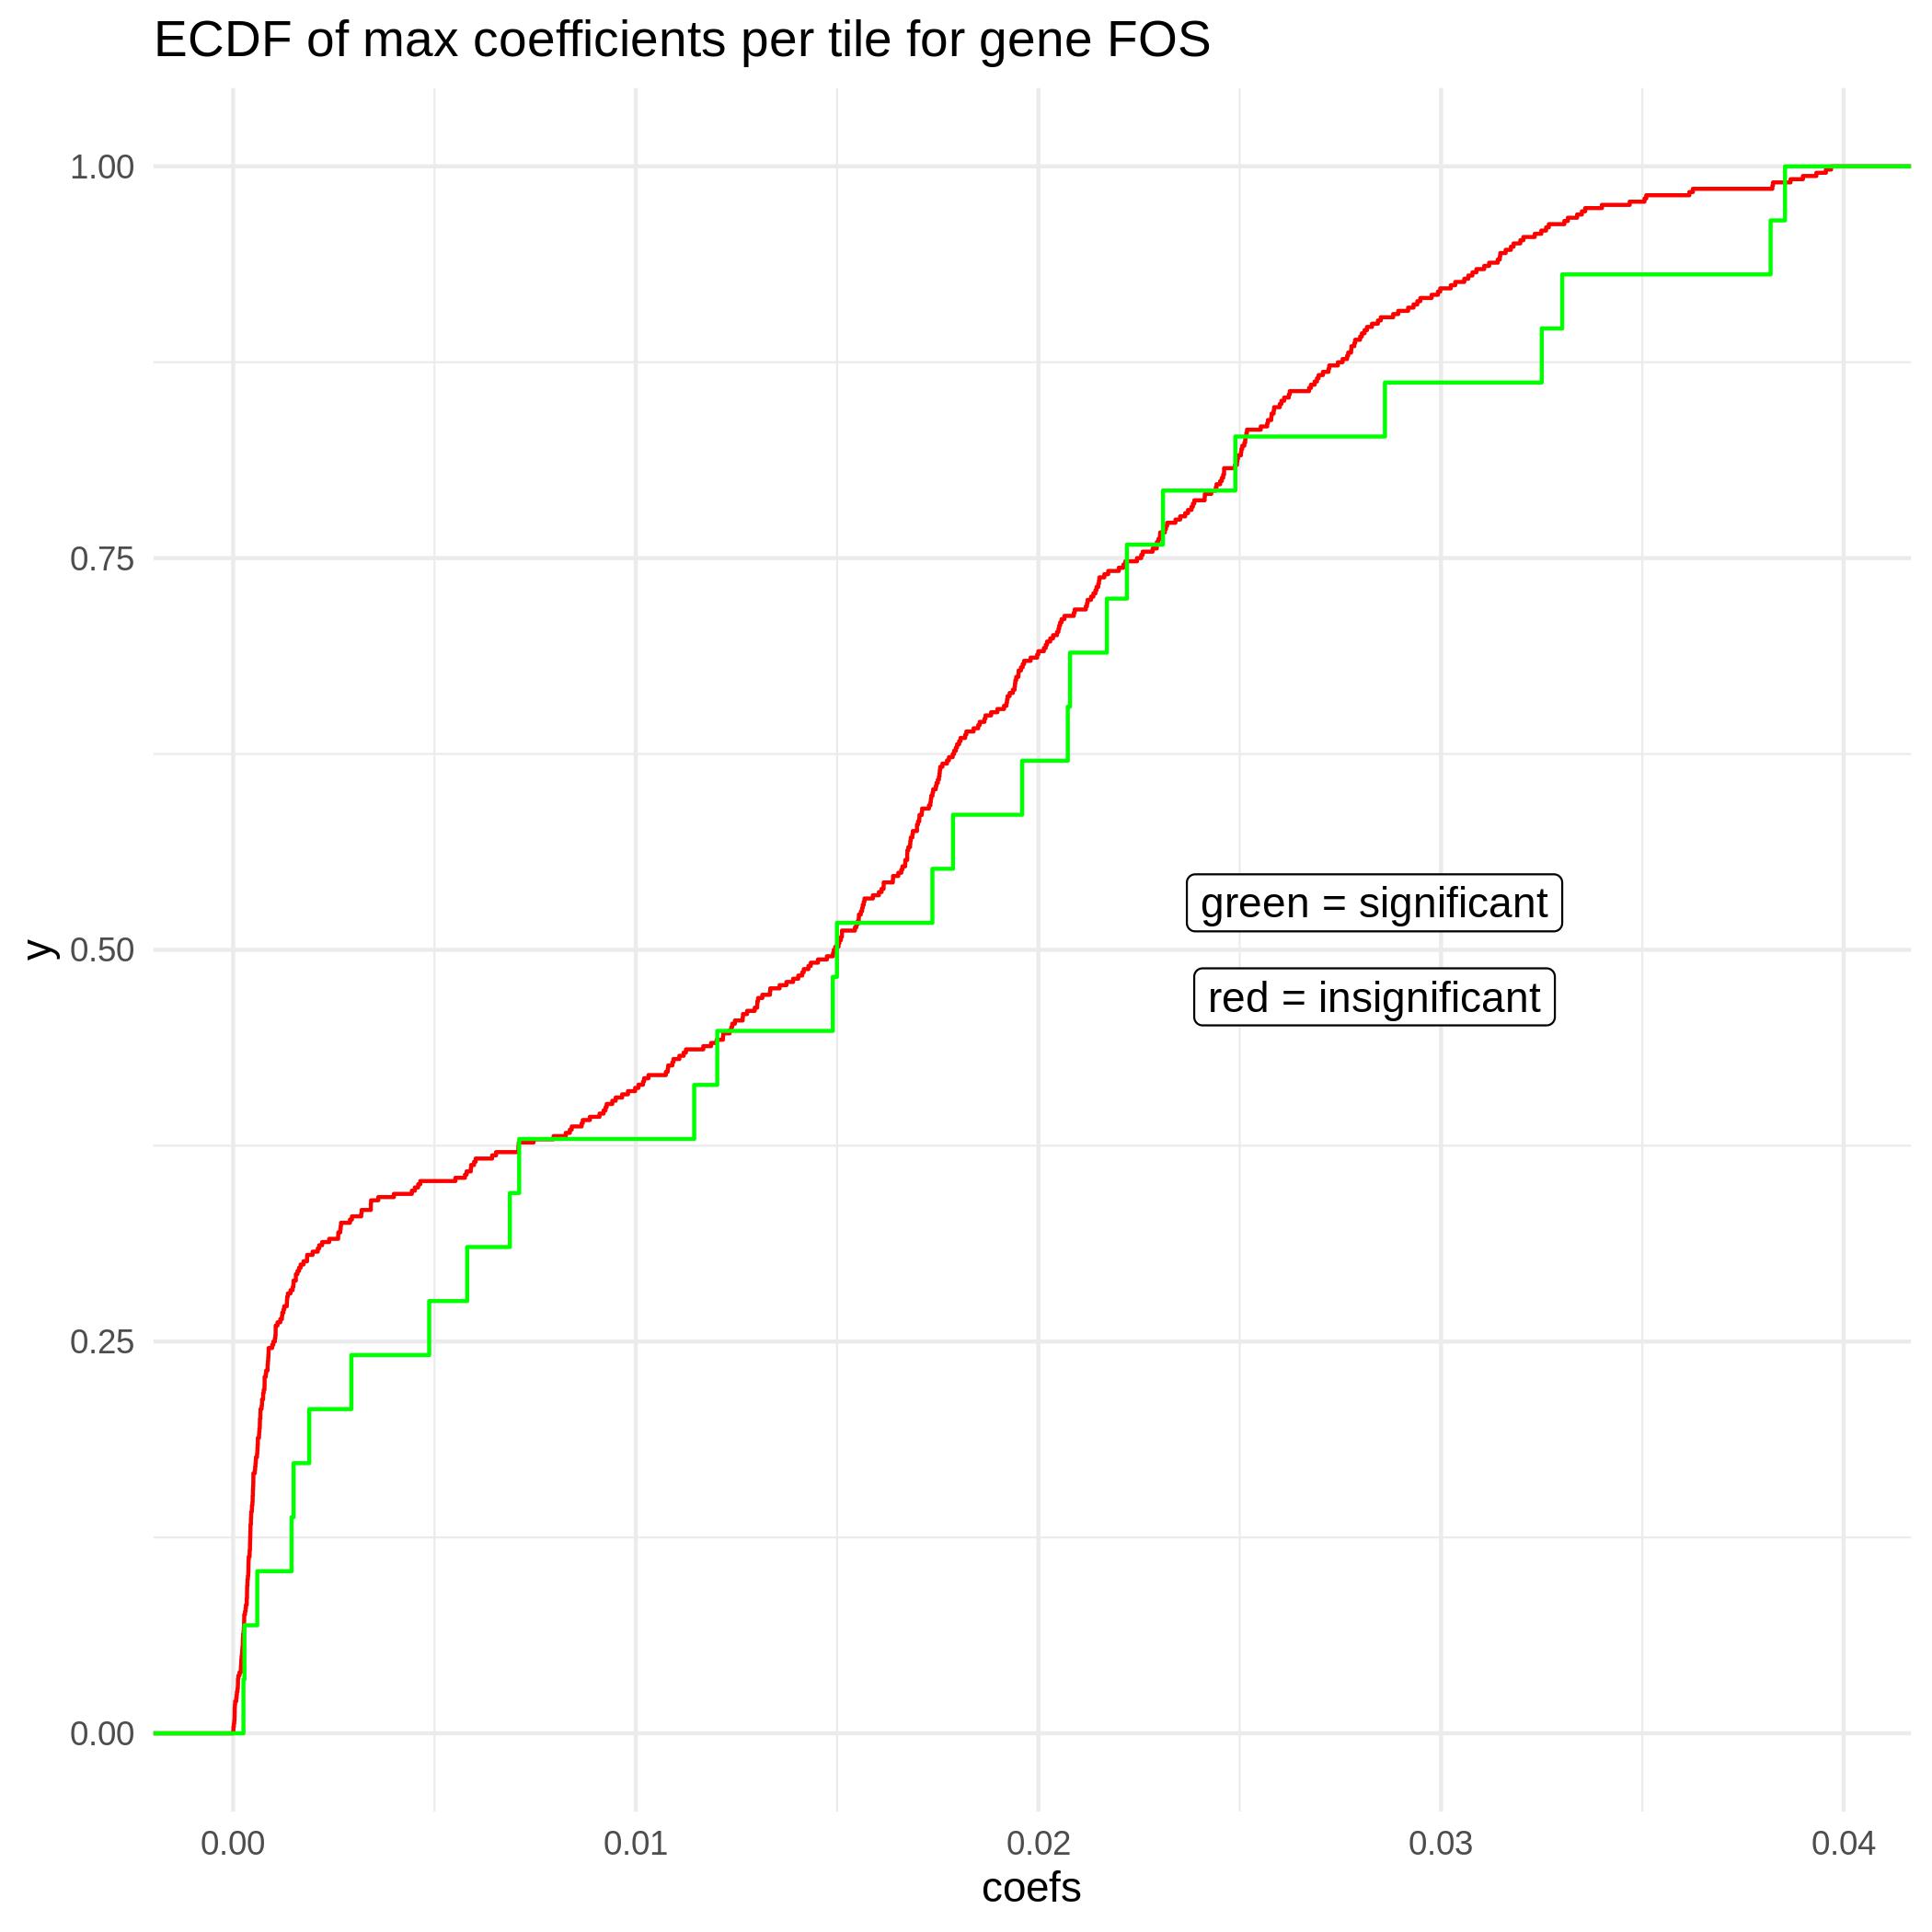 ECDF of max coefficients per tile for gene FOS
1.00
0.75
0.50
0.25
0.00
y
green = significant
red = insignificant
0.00 0.01 0.02 0.03 0.04
coefs